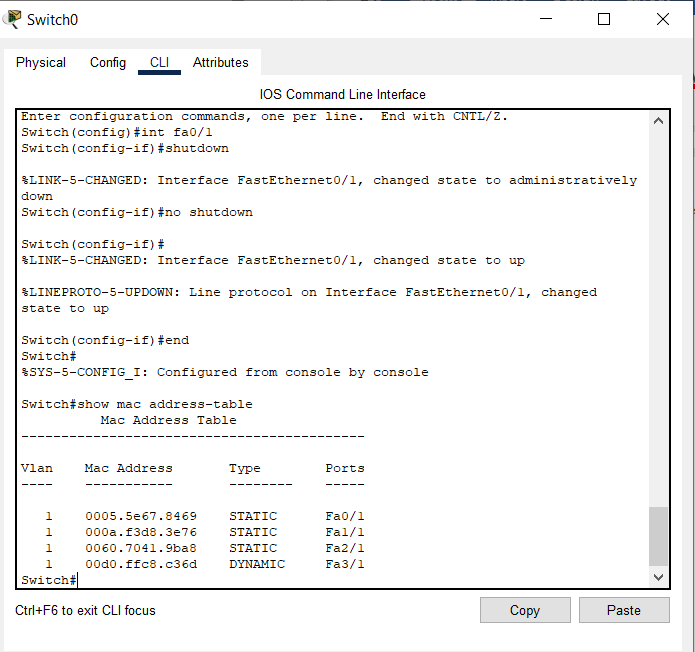 Switch0
Physical Config CLI Attributes
IOS Command Line Interface
Enter configuration commands, one per line.  End with CNTL/Z.
Switch(config)#int fa0/1
Switch(config-if)#shutdown
%LINK-5-CHANGED: Interface FastEthernet0/1, changed state to administratively
down
Switch(config-if)#no shutdown
Switch(config-if)#
%LINK-5-CHANGED: Interface FastEthernet0/1, changed state to up
%LINEPROTO-5-UPDOWN: Line protocol on Interface FastEthernet0/1, changed
state to up
Switch(config-if)#end
Switch#
%SYS-5-CONFIG_I: Configured from console by console
Switch#show mac address-table
          Mac Address Table
-------------------------------------------
Vlan    Mac Address       Type        Ports
----    -----------       --------    -----
   1    0005.5e67.8469    STATIC      Fa0/1
   1    000a.f3d8.3e76    STATIC      Fa1/1
   1    0060.7041.9ba8    STATIC      Fa2/1
   1    00d0.ffc8.c36d    DYNAMIC     Fa3/1
Switch#
Ctrl+F6 to exit CLI focus
Copy Paste